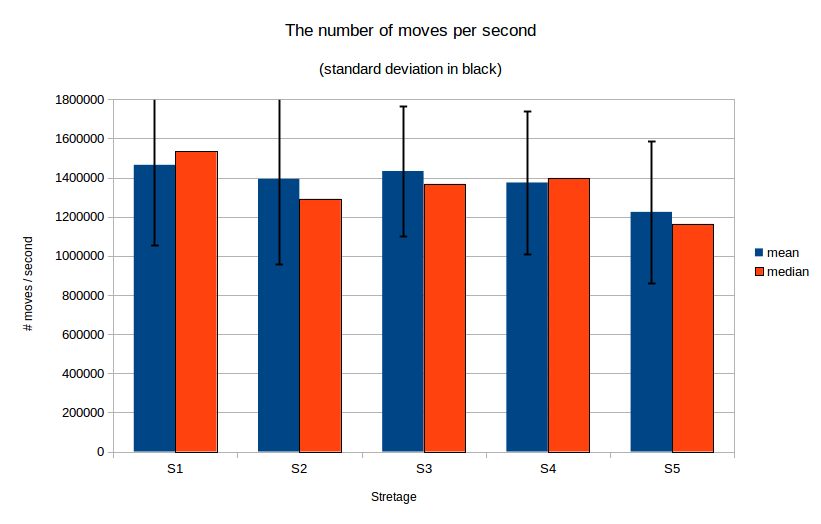 The number of moves per second
(standard deviation in black)
1800000
1600000
1400000
1200000
1000000
800000
600000
400000
200000
0
# moves / second
S1 S2 S3 S4 S5
Stretage
mean
median